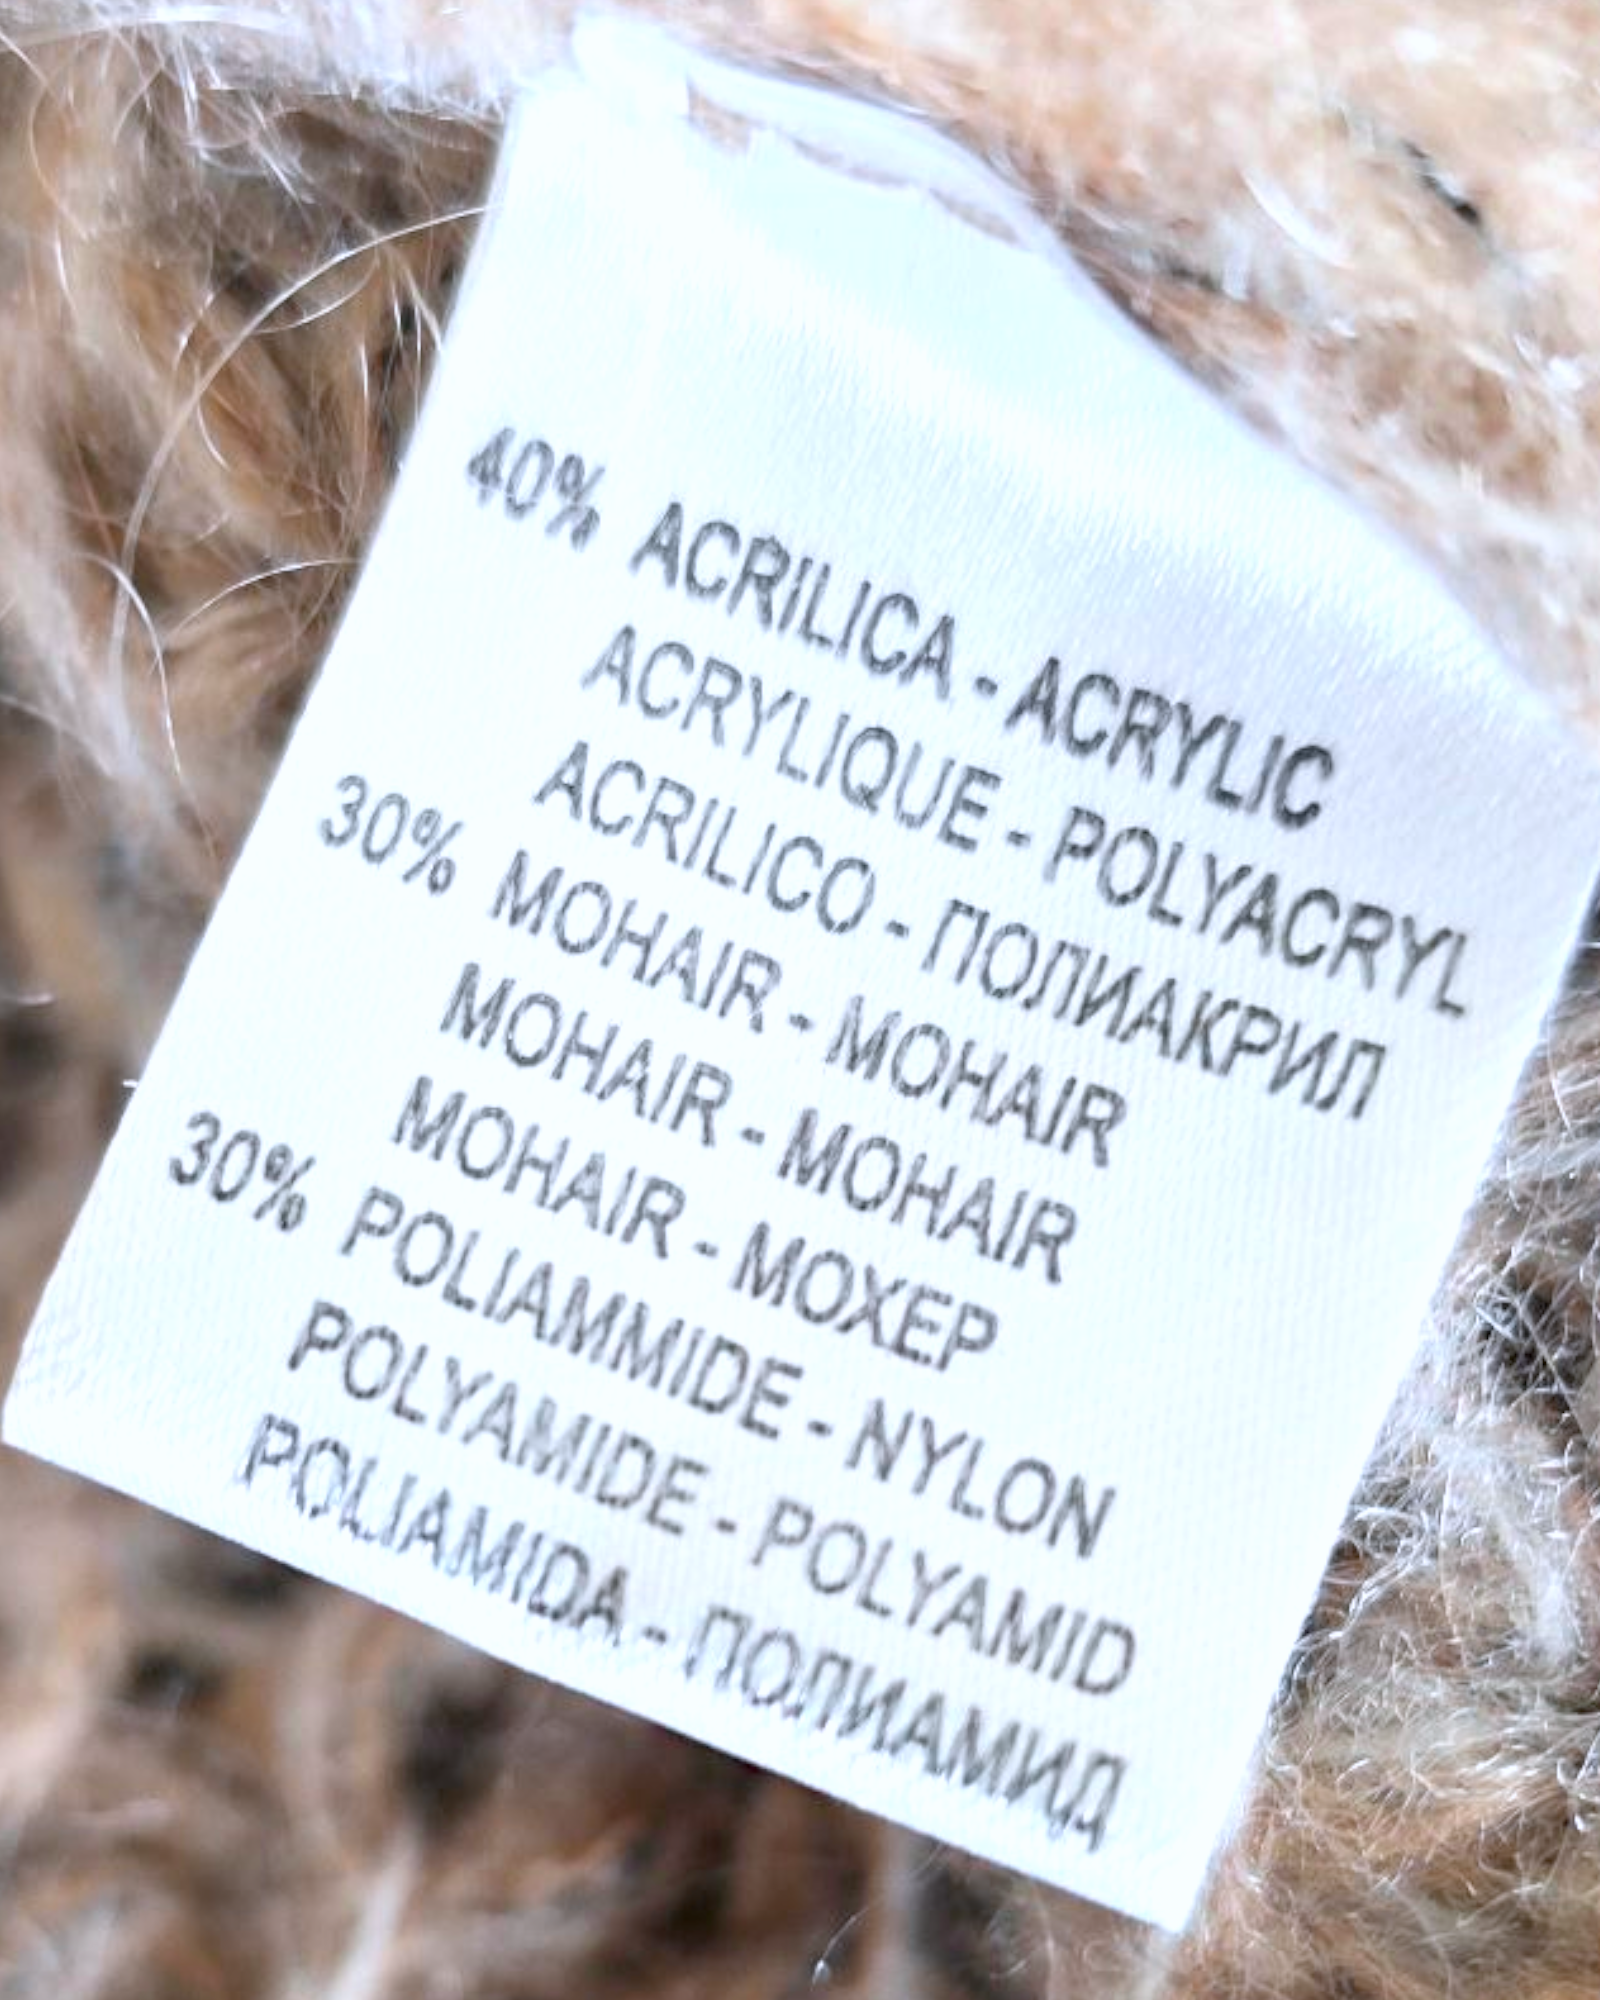 40% ACRILICA - ACRYLIC
ACRYLIQUE - POLYACRYL
ACRILICO - ПОЛИАКРИЛ
30% MOHAIR - MOHAIR
MOHAIR - MOHAIR
MOHAIR - МОХЕР
30% POLIAMMIDE - NYLON
POLYAMIDE - POLYAMID
POLIAMIDA - ПОЛИАМИД